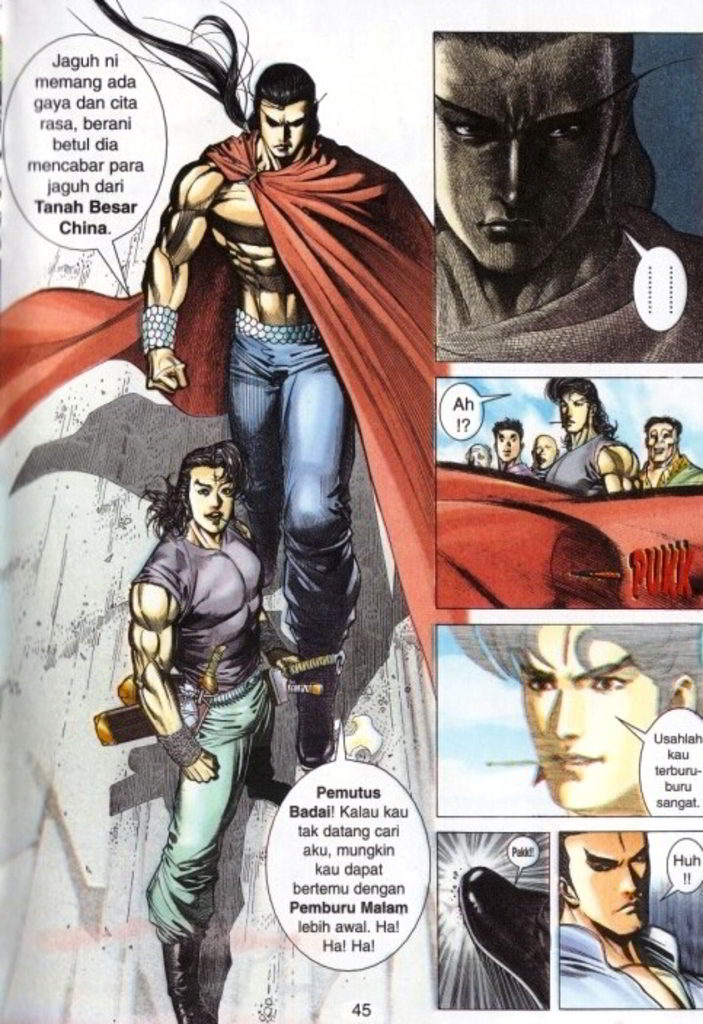 Jaguh ni
memang ada
gaya dan cita
rasa, berani
betul dia
mencabar para
jaguh dari
Tanah Besar
China.
............
Ah
!?
PUKK
Usahlah
kau
terburu-
buru
sangat.
Pemutus
Badai! Kalau kau
tak datang cari
aku, mungkin
kau dapat
bertemu dengan
Pemburu Malam
lebih awal. Ha!
Ha! Ha!
Pakk!
Huh
!!
45